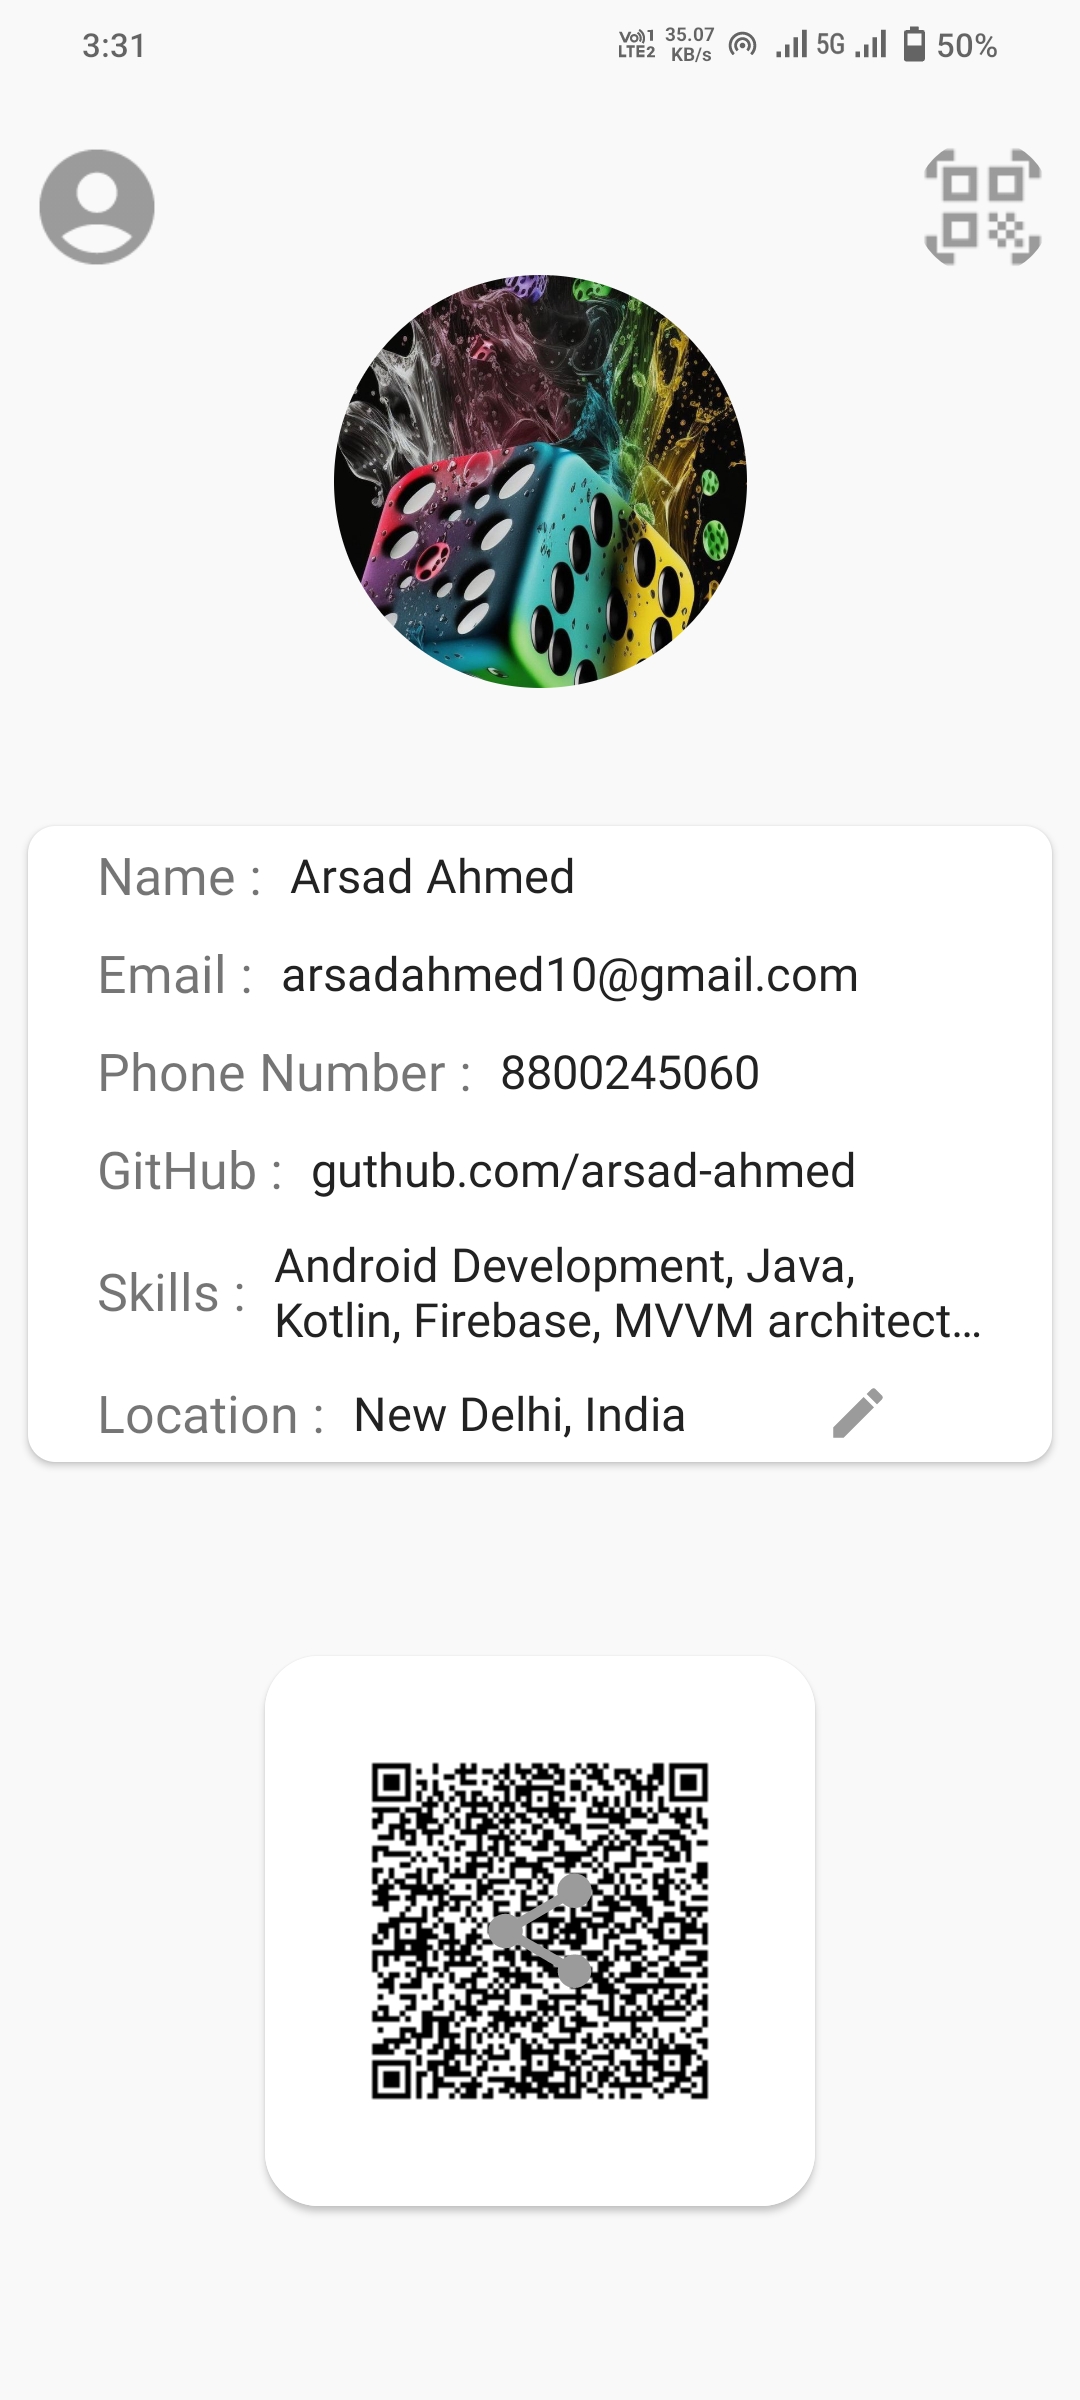 3:31
Vo))1 LTE2 35.07 KB/s 5G 50%
Name : Arsad Ahmed
Email : arsadahmed10@gmail.com
Phone Number : 8800245060
GitHub : guthub.com/arsad-ahmed
Skills : Android Development, Java,
Kotlin, Firebase, MVVM architect...
Location : New Delhi, India